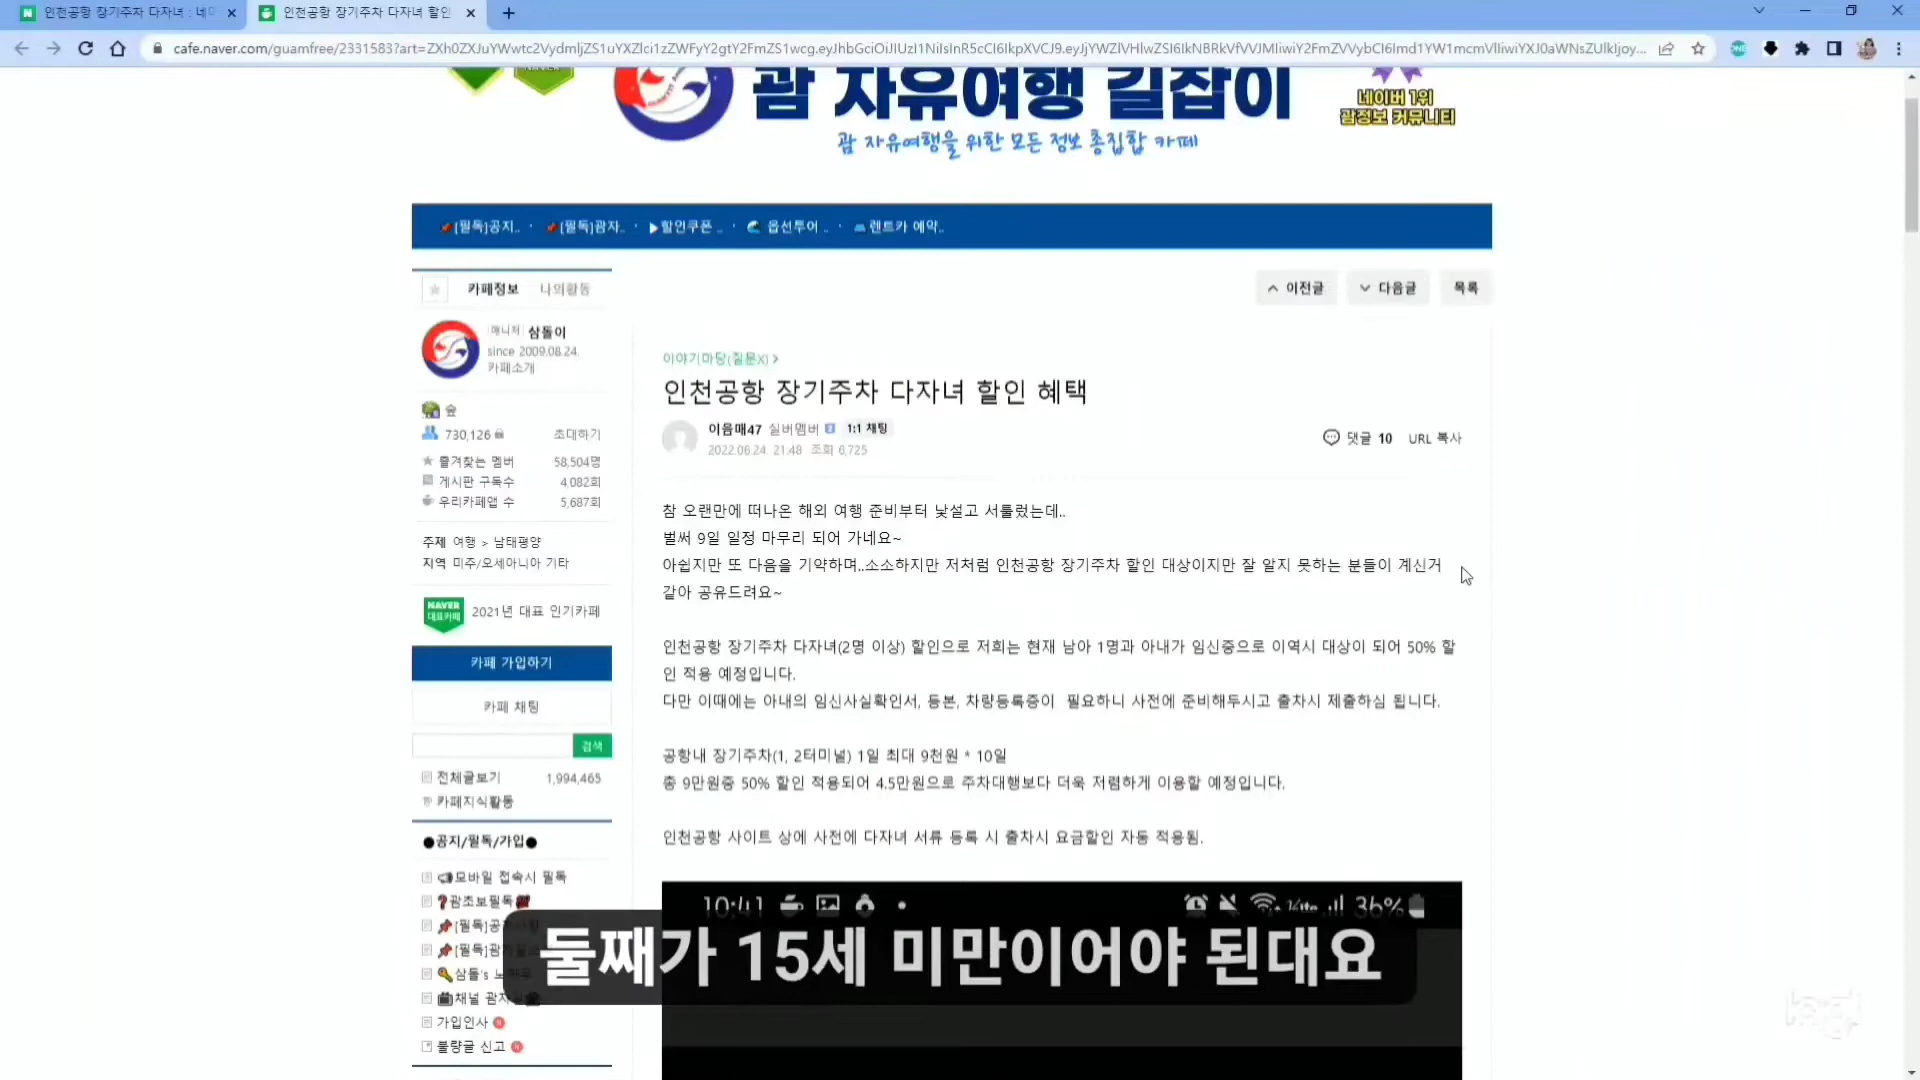 인천공항 장기주차 다자녀 : 네이
인천공항 장기주차 다자녀 할인
괌 자유여행 길잡이
괌 자유여행을 위한 모든 정보 총집합 카페
네이버 1위
괌정보 커뮤니티
[필독]공지.. · [필독]괌자.. · ▶할인쿠폰 .. · 옵션투어 .. · 렌트카 예약..
카페정보 나의활동
이전글 다음글 목록
매니저 삼돌이
since 2009.08.24.
카페소개
숲
730,126 초대하기
즐겨찾는 멤버 58,504명
게시판 구독수 4,082회
우리카페앱 수 5,687회
주제 여행 > 남태평양
지역 미주/오세아니아 기타
NAVER
대표카페
2021년 대표 인기카페
카페 가입하기
카페 채팅
검색
전체글보기 1,994,465
카페지식활동
●공지/필독/가입●
모바일 접속시 필독
❓괌초보필독
[필독]
[필독]
삼돌's
채널
가입인사
불량글 신고
이야기마당(질문X) >
인천공항 장기주차 다자녀 할인 혜택
이음매47 실버멤버 1:1 채팅
2022.06.24. 21:48 조회 6,725
댓글 10 URL 복사
참 오랜만에 떠나온 해외 여행 준비부터 낯설고 서툴렀는데..
벌써 9일 일정 마무리 되어 가네요~
아쉽지만 또 다음을 기약하며..소소하지만 저처럼 인천공항 장기주차 할인 대상이지만 잘 알지 못하는 분들이 계신거
같아 공유드려요~
인천공항 장기주차 다자녀(2명 이상) 할인으로 저희는 현재 남아 1명과 아내가 임신중으로 이역시 대상이 되어 50% 할
인 적용 예정입니다.
다만 이때에는 아내의 임신사실확인서, 등본, 차량등록증이 필요하니 사전에 준비해두시고 출차시 제출하심 됩니다.
공항내 장기주차(1, 2터미널) 1일 최대 9천원 * 10일
총 9만원중 50% 할인 적용되어 4.5만원으로 주차대행보다 더욱 저렴하게 이용할 예정입니다.
인천공항 사이트 상에 사전에 다자녀 서류 등록 시 출차시 요금할인 자동 적용됨.
10:41 36%
둘째가 15세 미만이어야 된대요